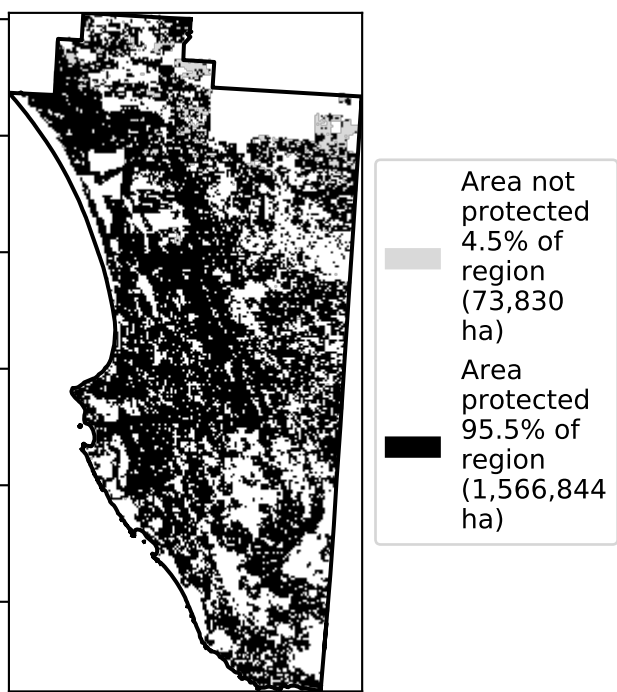 Area not
protected
4.5% of
region
(73,830
ha)
Area
protected
95.5% of
region
(1,566,844
ha)